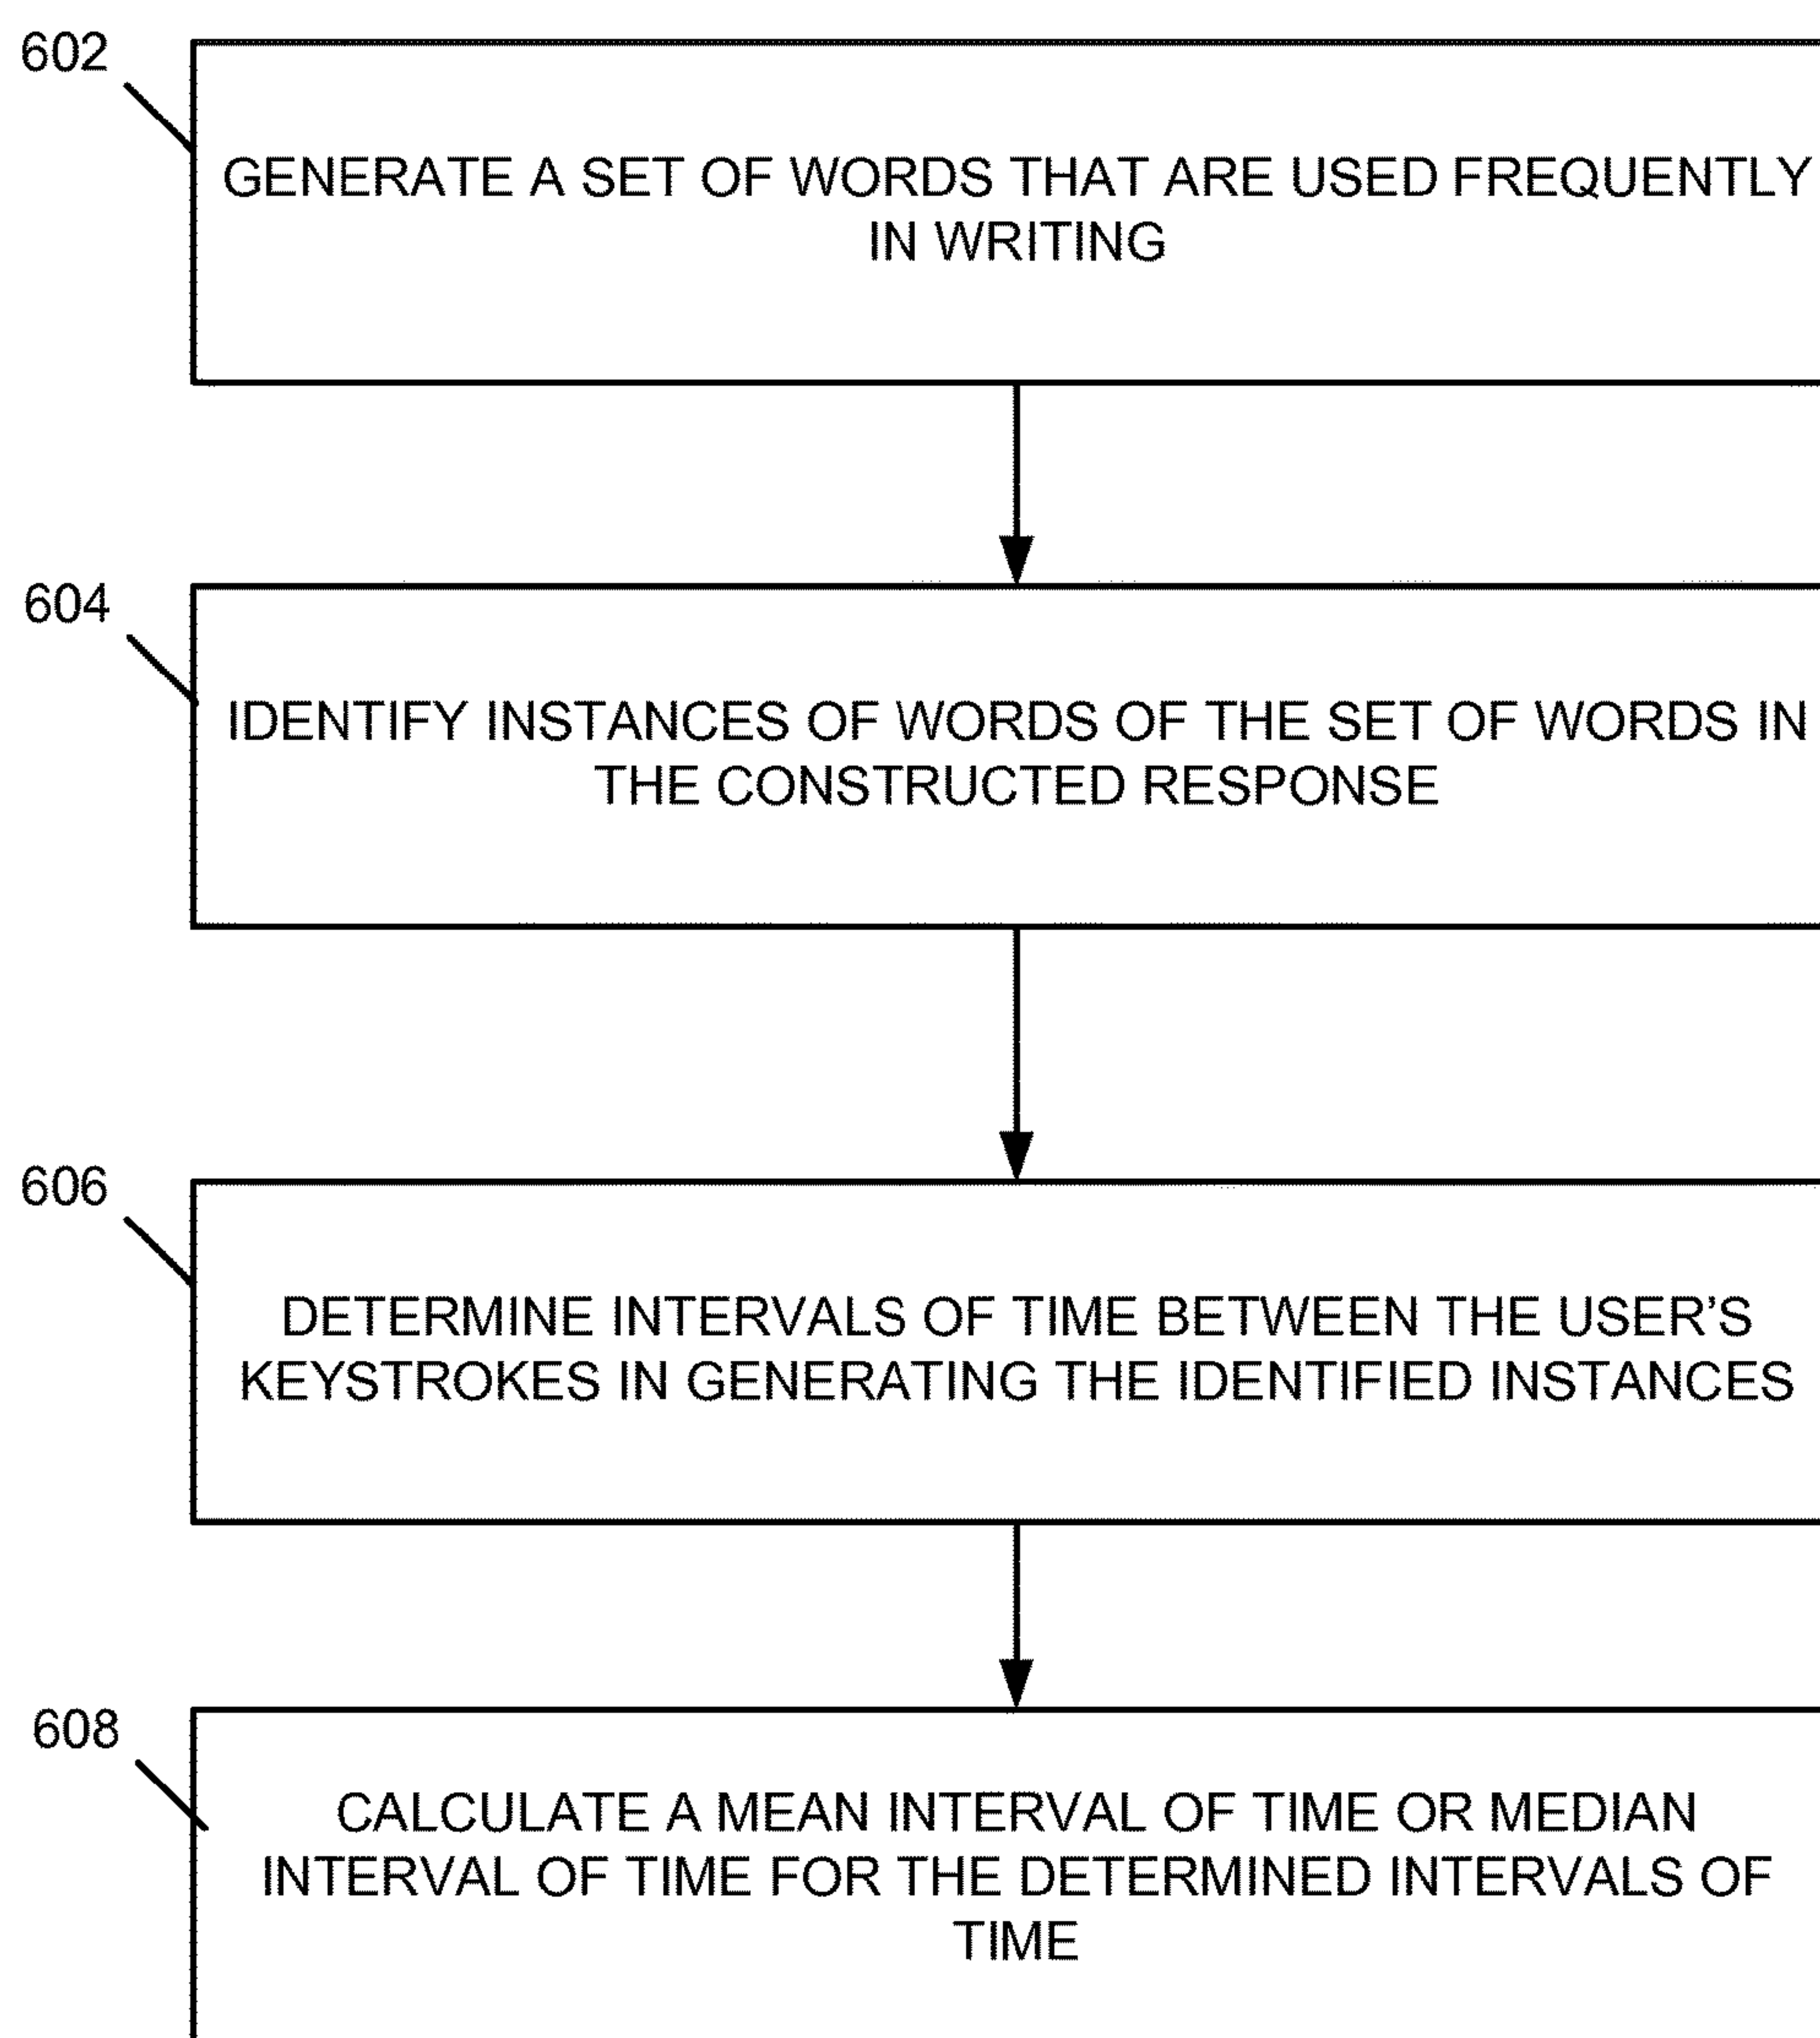 602
GENERATE A SET OF WORDS THAT ARE USED FREQUENTLY
IN WRITING
604
IDENTIFY INSTANCES OF WORDS OF THE SET OF WORDS IN
THE CONSTRUCTED RESPONSE
606
DETERMINE INTERVALS OF TIME BETWEEN THE USER’S
KEYSTROKES IN GENERATING THE IDENTIFIED INSTANCES
608
CALCULATE A MEAN INTERVAL OF TIME OR MEDIAN
INTERVAL OF TIME FOR THE DETERMINED INTERVALS OF
TIME